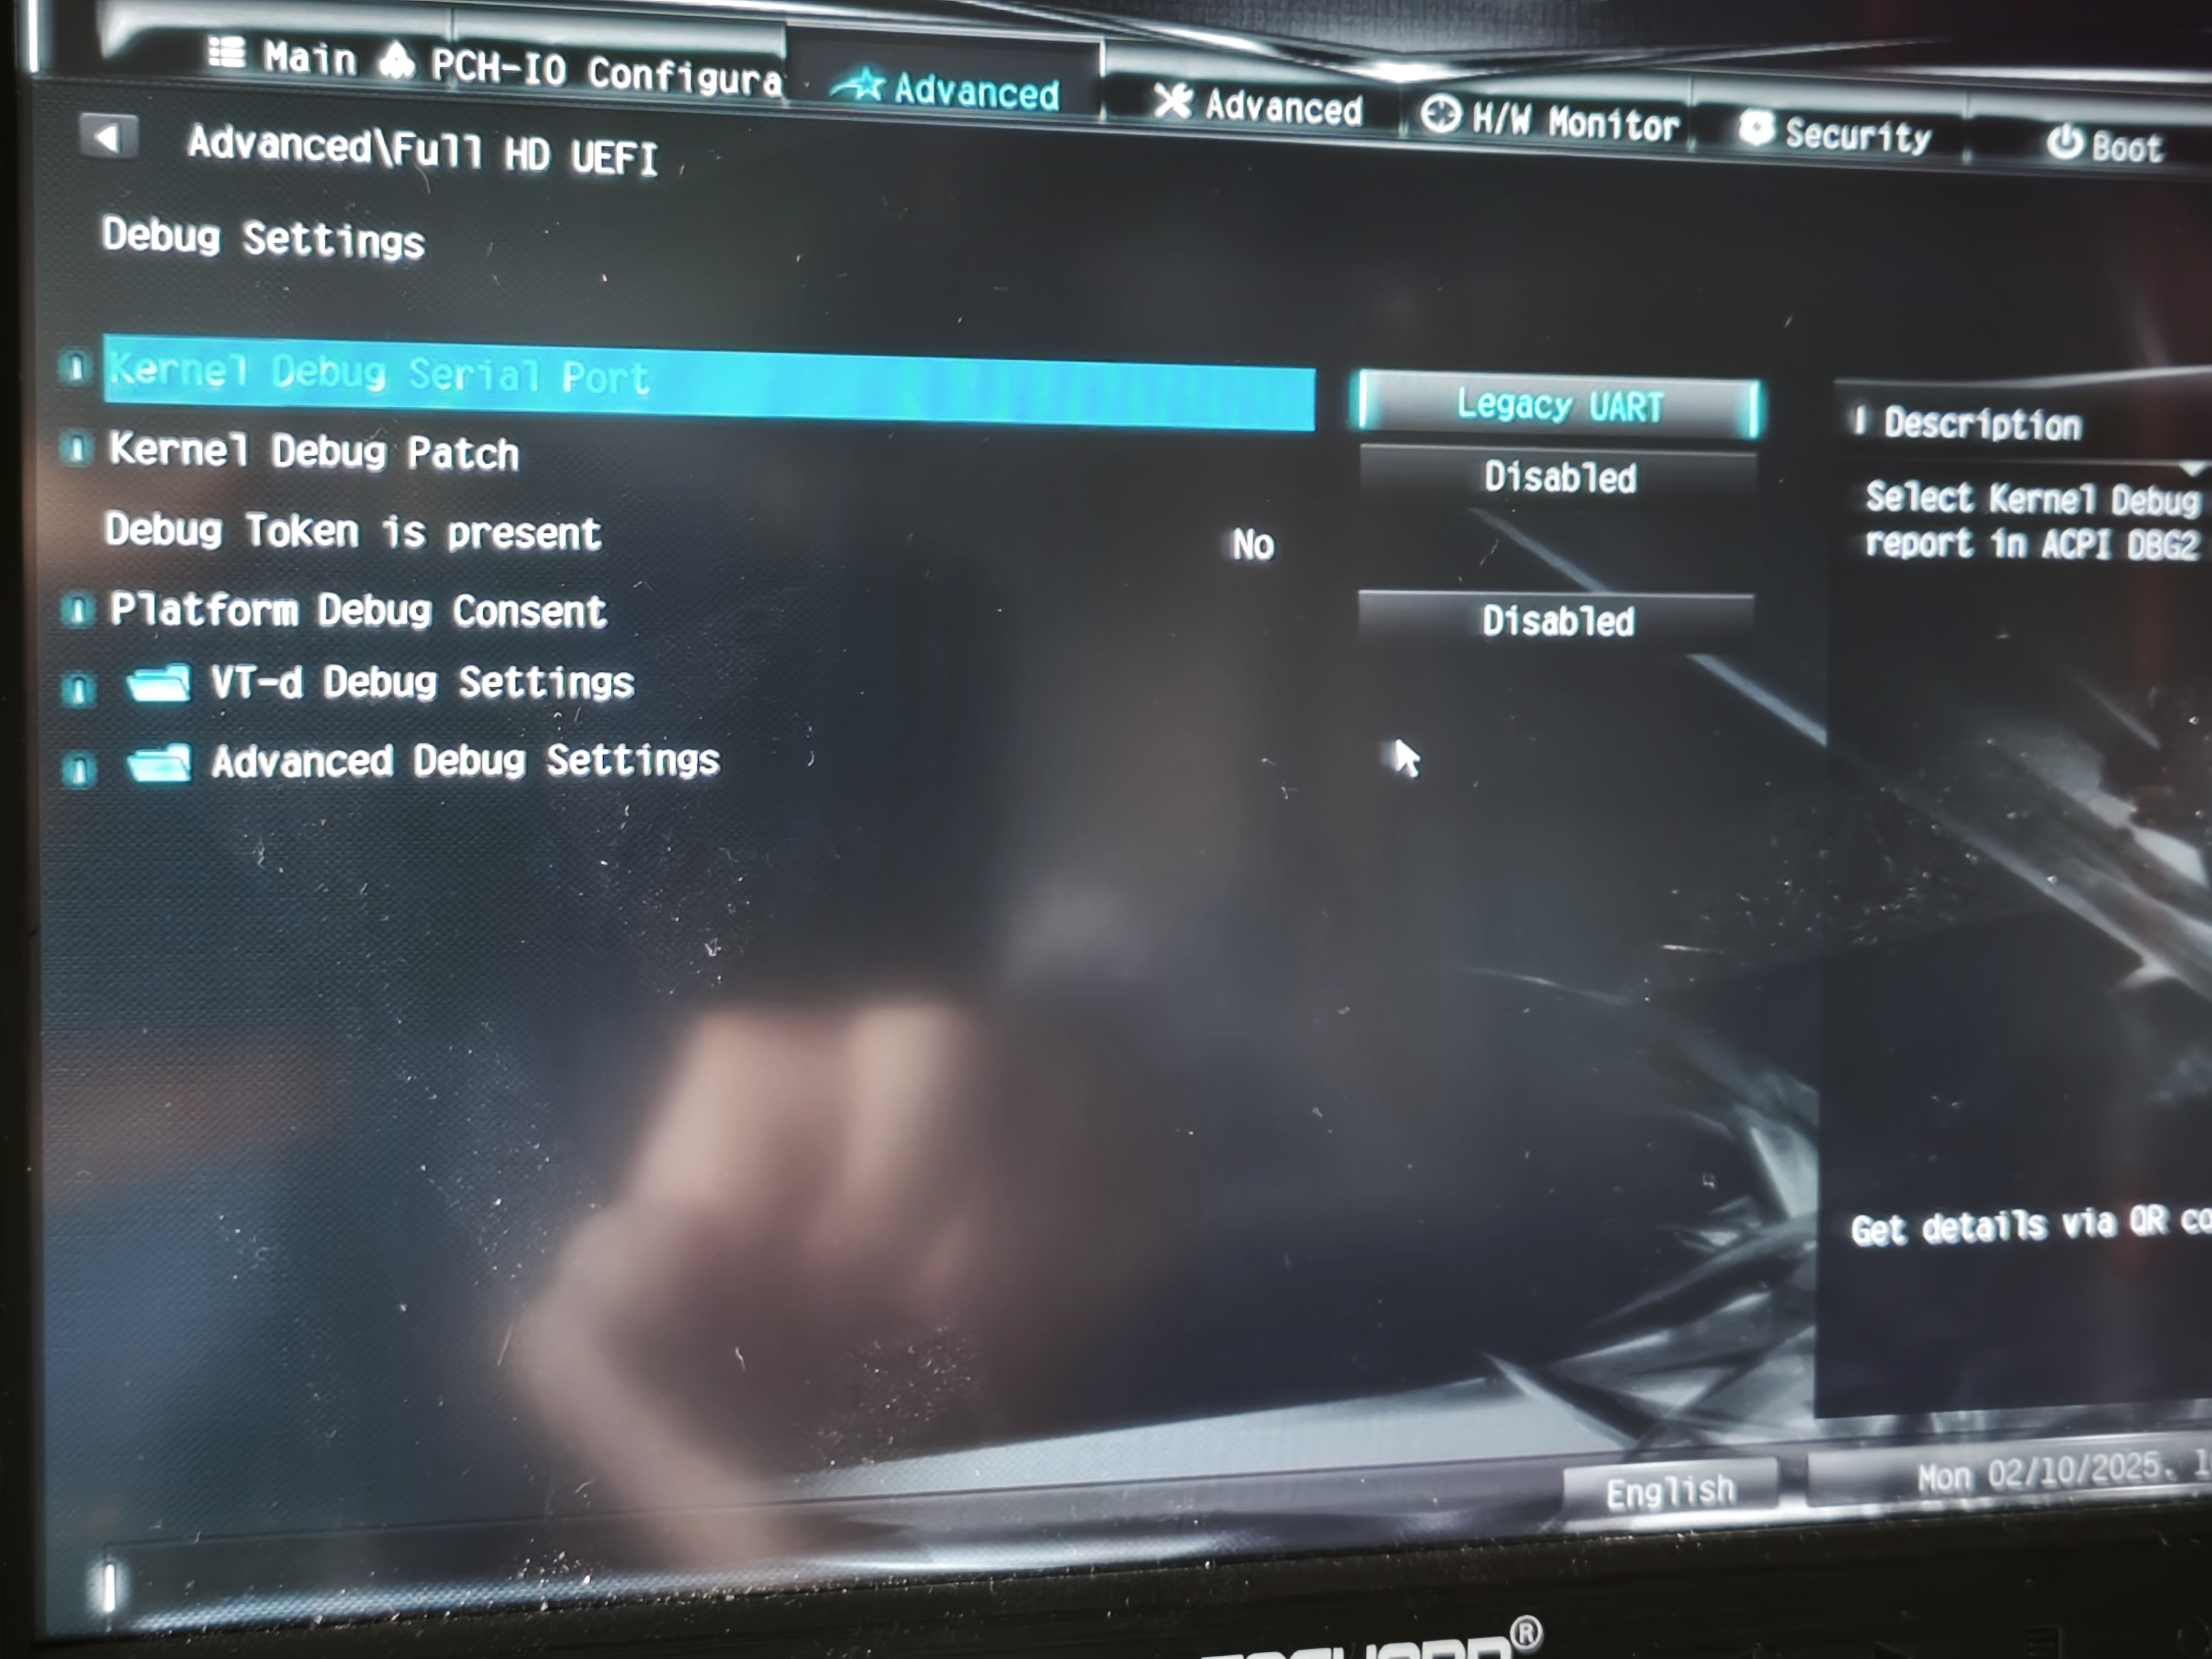 Main
PCH-IO Configura
Advanced
Advanced
H/W Monitor
Security
Boot
Advanced\Full HD UEFI
Debug Settings
Kernel Debug Serial Port
Legacy UART
Kernel Debug Patch
Disabled
Debug Token is present
No
Platform Debug Consent
Disabled
VT-d Debug Settings
Advanced Debug Settings
Description
Select Kernel Debug
report in ACPI DBG2
Get details via QR co
English
Mon 02/10/2025. 1
®